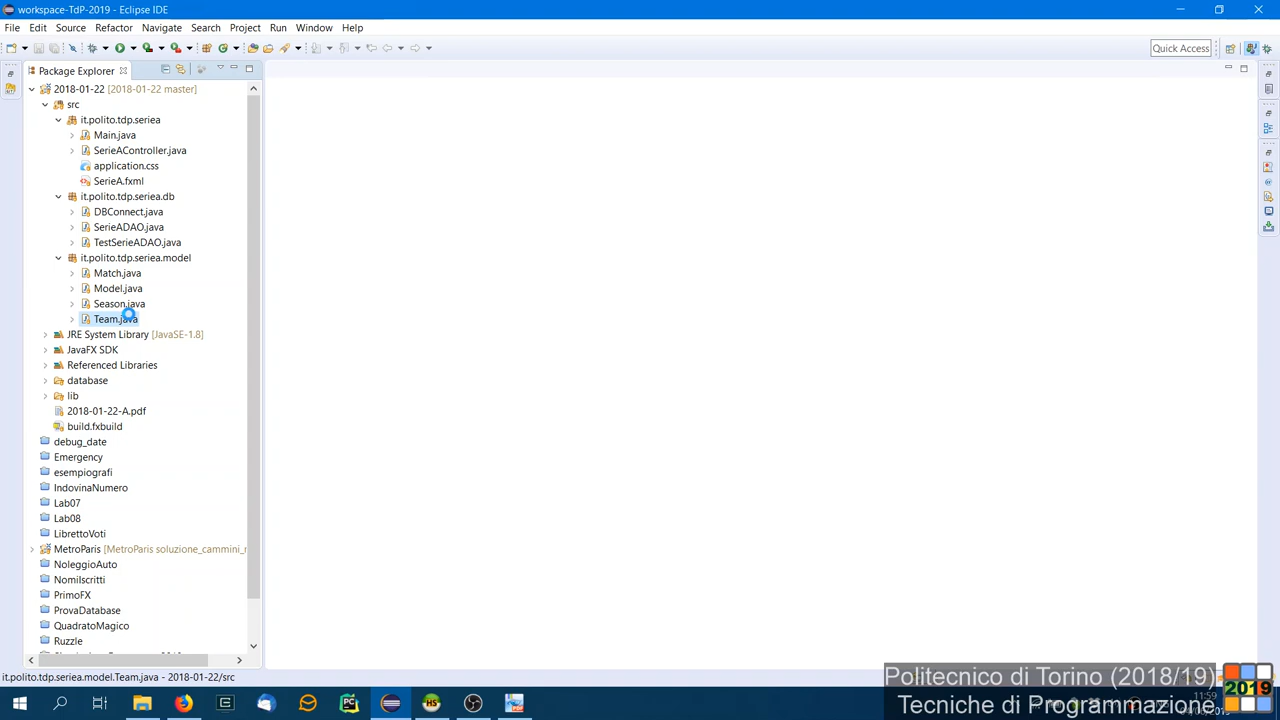 workspace-TdP-2019 - Eclipse IDE
File Edit Source Refactor Navigate Search Project Run Window Help
Quick Access
Package Explorer
2018-01-22 [2018-01-22 master]
src
it.polito.tdp.seriea
Main.java
SerieAController.java
application.css
SerieA.fxml
it.polito.tdp.seriea.db
DBConnect.java
SerieADAO.java
TestSerieADAO.java
it.polito.tdp.seriea.model
Match.java
Model.java
Season.java
Team.java
JRE System Library [JavaSE-1.8]
JavaFX SDK
Referenced Libraries
database
lib
2018-01-22-A.pdf
build.fxbuild
debug_date
Emergency
esempiografi
IndovinaNumero
Lab07
Lab08
LibrettoVoti
MetroParis [MetroParis soluzione_cammini_
NoleggioAuto
NomiIscritti
PrimoFX
ProvaDatabase
QuadratoMagico
Ruzzle
it.polito.tdp.seriea.model.Team.java - 2018-01-22/src
Politecnico di Torino (2018/19)
Tecniche di Programmazione
2019
11:59